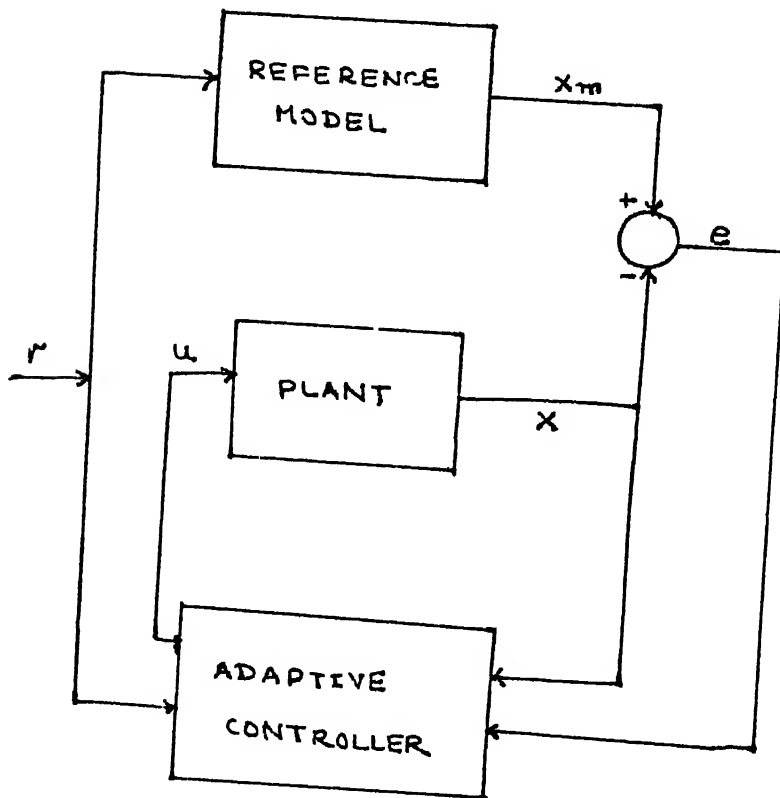 REFERENCE
MODEL
xm
+
e
-
r
u
PLANT
x
ADAPTIVE
CONTROLLER